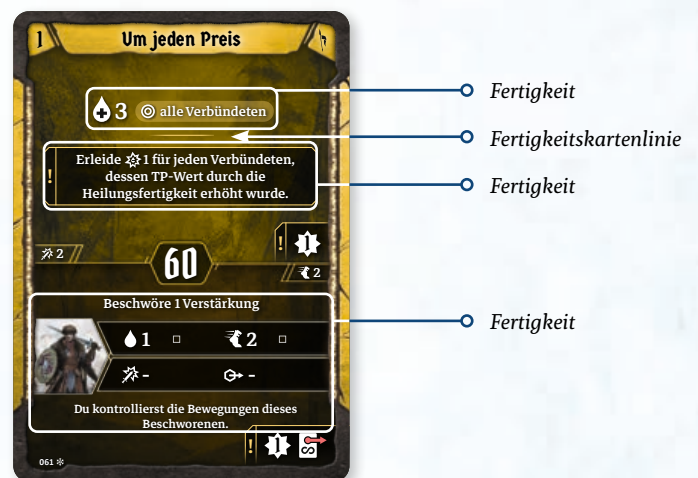 1
Um jeden Preis
3 alle Verbündeten
Fertigkeit
Fertigkeitskartenlinie
Erleide 1 für jeden Verbündeten,
dessen TP-Wert durch die
Heilungsfertigkeit erhöht wurde.
!
Fertigkeit
! 1
2
60
2
Beschwöre 1 Verstärkung
1
2
Fertigkeit
-
-
Du kontrollierst die Bewegungen dieses
Beschworenen.
! 1
061